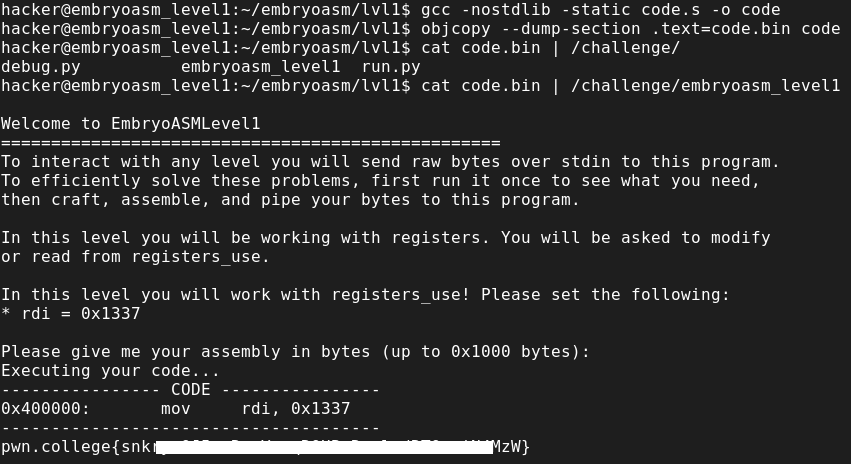 hacker@embryoasm_level1:~/embryoasm/lvl1$ gcc -nostdlib -static code.s -o code
hacker@embryoasm_level1:~/embryoasm/lvl1$ objcopy --dump-section .text=code.bin code
hacker@embryoasm_level1:~/embryoasm/lvl1$ cat code.bin | /challenge/
debug.py          embryoasm_level1  run.py
hacker@embryoasm_level1:~/embryoasm/lvl1$ cat code.bin | /challenge/embryoasm_level1
Welcome to EmbryoASMLevel1
==================================================
To interact with any level you will send raw bytes over stdin to this program.
To efficiently solve these problems, first run it once to see what you need,
then craft, assemble, and pipe your bytes to this program.
In this level you will be working with registers. You will be asked to modify
or read from registers_use.
In this level you will work with registers_use! Please set the following:
* rdi = 0x1337
Please give me your assembly in bytes (up to 0x1000 bytes):
Executing your code...
---------------- CODE ----------------
0x400000:       mov     rdi, 0x1337
--------------------------------------
pwn.college{snk MzW}